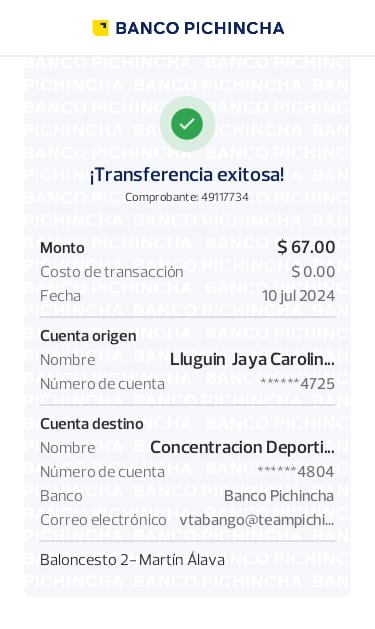 BANCO PICHINCHA
¡Transferencia exitosa!
Comprobante: 49117734
Monto $ 67.00
Costo de transacción $ 0.00
Fecha 10 jul 2024
Cuenta origen
Nombre Lluguin Jaya Carolin...
Número de cuenta ******4725
Cuenta destino
Nombre Concentracion Deporti...
Número de cuenta ******4804
Banco Banco Pichincha
Correo electrónico vtabango@teampichi...
Baloncesto 2- Martín Álava